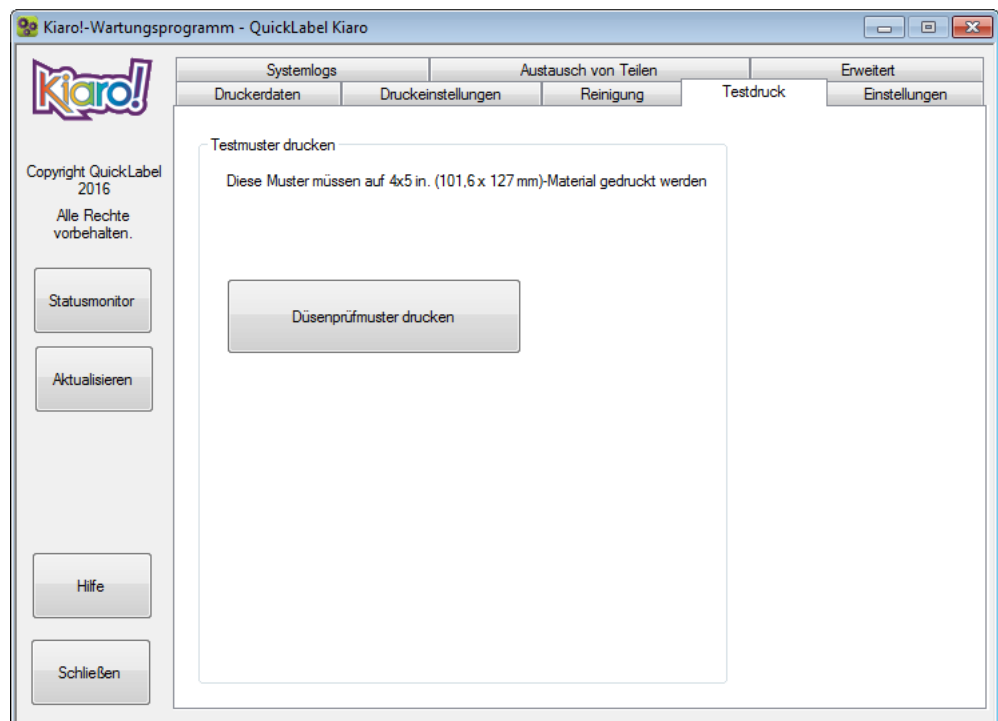 Kiaro!-Wartungsprogramm - QuickLabel Kiaro
Kiaro!
Copyright QuickLabel
2016
Alle Rechte
vorbehalten.
Statusmonitor
Aktualisieren
Hilfe
Schließen
Systemlogs
Austausch von Teilen
Erweitert
Druckerdaten
Druckeinstellungen
Reinigung
Testdruck
Einstellungen
Testmuster drucken
Diese Muster müssen auf 4x5 in. (101,6 x 127 mm)-Material gedruckt werden
Düsenprüfmuster drucken